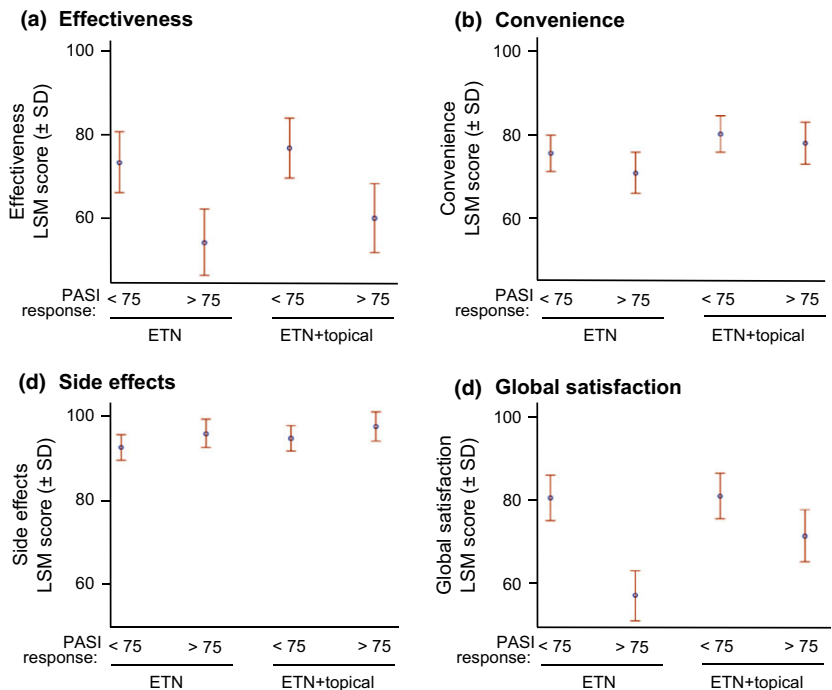 (a) Effectiveness
100
80
60
Effectiveness
LSM score (± SD)
PASI
response:
< 75 > 75 < 75 > 75
ETN ETN+topical
(b) Convenience
100
80
60
Convenience
LSM score (± SD)
PASI
response:
< 75 > 75 < 75 > 75
ETN ETN+topical
(d) Side effects
100
80
60
Side effects
LSM score (± SD)
PASI
response:
< 75 > 75 < 75 > 75
ETN ETN+topical
(d) Global satisfaction
100
80
60
Global satisfaction
LSM score (± SD)
PASI
response:
< 75 > 75 < 75 > 75
ETN ETN+topical